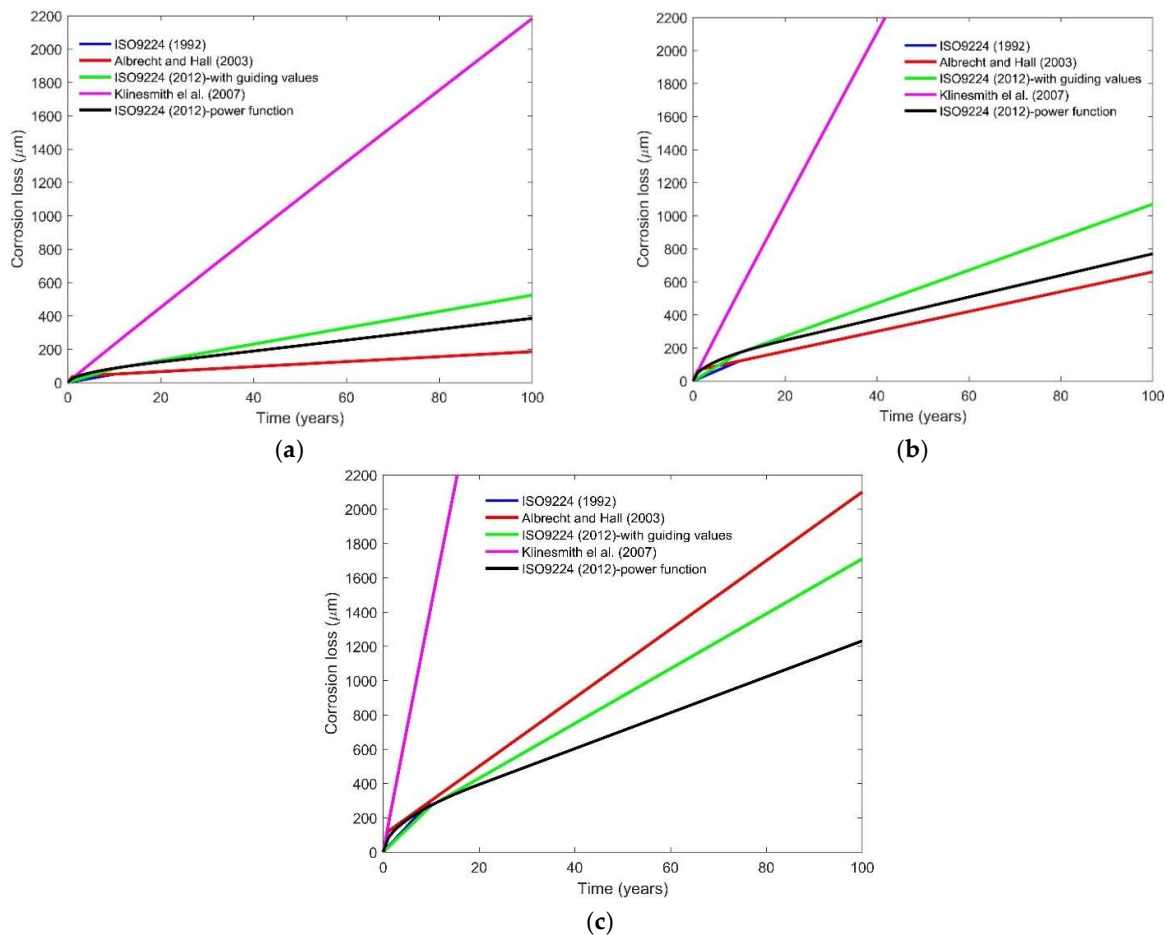 2200
2000
1800
1600
1400
1200
1000
800
600
400
200
0
Corrosion loss (μm)
ISO9224 (1992)
Albrecht and Hall (2003)
ISO9224 (2012)-with guiding values
Klinesmith el al. (2007)
ISO9224 (2012)-power function
0 20 40 60 80 100
Time (years)
(a)
2200
2000
1800
1600
1400
1200
1000
800
600
400
200
0
Corrosion loss (μm)
ISO9224 (1992)
Albrecht and Hall (2003)
ISO9224 (2012)-with guiding values
Klinesmith el al. (2007)
ISO9224 (2012)-power function
0 20 40 60 80 100
Time (years)
(b)
2200
2000
1800
1600
1400
1200
1000
800
600
400
200
0
Corrosion loss (μm)
ISO9224 (1992)
Albrecht and Hall (2003)
ISO9224 (2012)-with guiding values
Klinesmith el al. (2007)
ISO9224 (2012)-power function
0 20 40 60 80 100
Time (years)
(c)